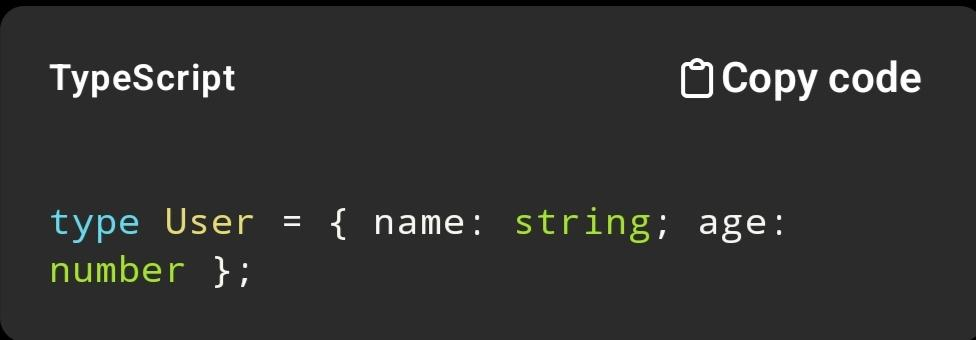 TypeScript
Copy code
type User = { name: string; age:
number };